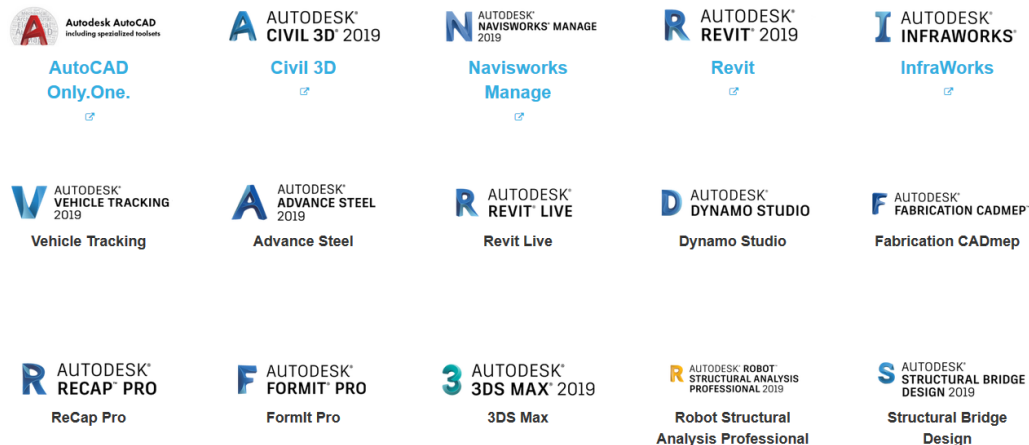 Autodesk AutoCAD
including spezialized toolsets
AutoCAD
Only.One.
AUTODESK®
CIVIL 3D® 2019
Civil 3D
AUTODESK®
NAVISWORKS® MANAGE
2019
Navisworks
Manage
AUTODESK®
REVIT® 2019
Revit
AUTODESK®
INFRAWORKS®
InfraWorks
AUTODESK®
VEHICLE TRACKING
2019
Vehicle Tracking
AUTODESK®
ADVANCE STEEL
2019
Advance Steel
AUTODESK®
REVIT® LIVE
Revit Live
AUTODESK®
DYNAMO STUDIO
Dynamo Studio
AUTODESK®
FABRICATION CADMEP™
Fabrication CADmep
AUTODESK®
RECAP™ PRO
ReCap Pro
AUTODESK®
FORMIT® PRO
FormIt Pro
AUTODESK®
3DS MAX® 2019
3DS Max
AUTODESK® ROBOT™
STRUCTURAL ANALYSIS
PROFESSIONAL 2019
Robot Structural
Analysis Professional
AUTODESK®
STRUCTURAL BRIDGE
DESIGN 2019
Structural Bridge
Design